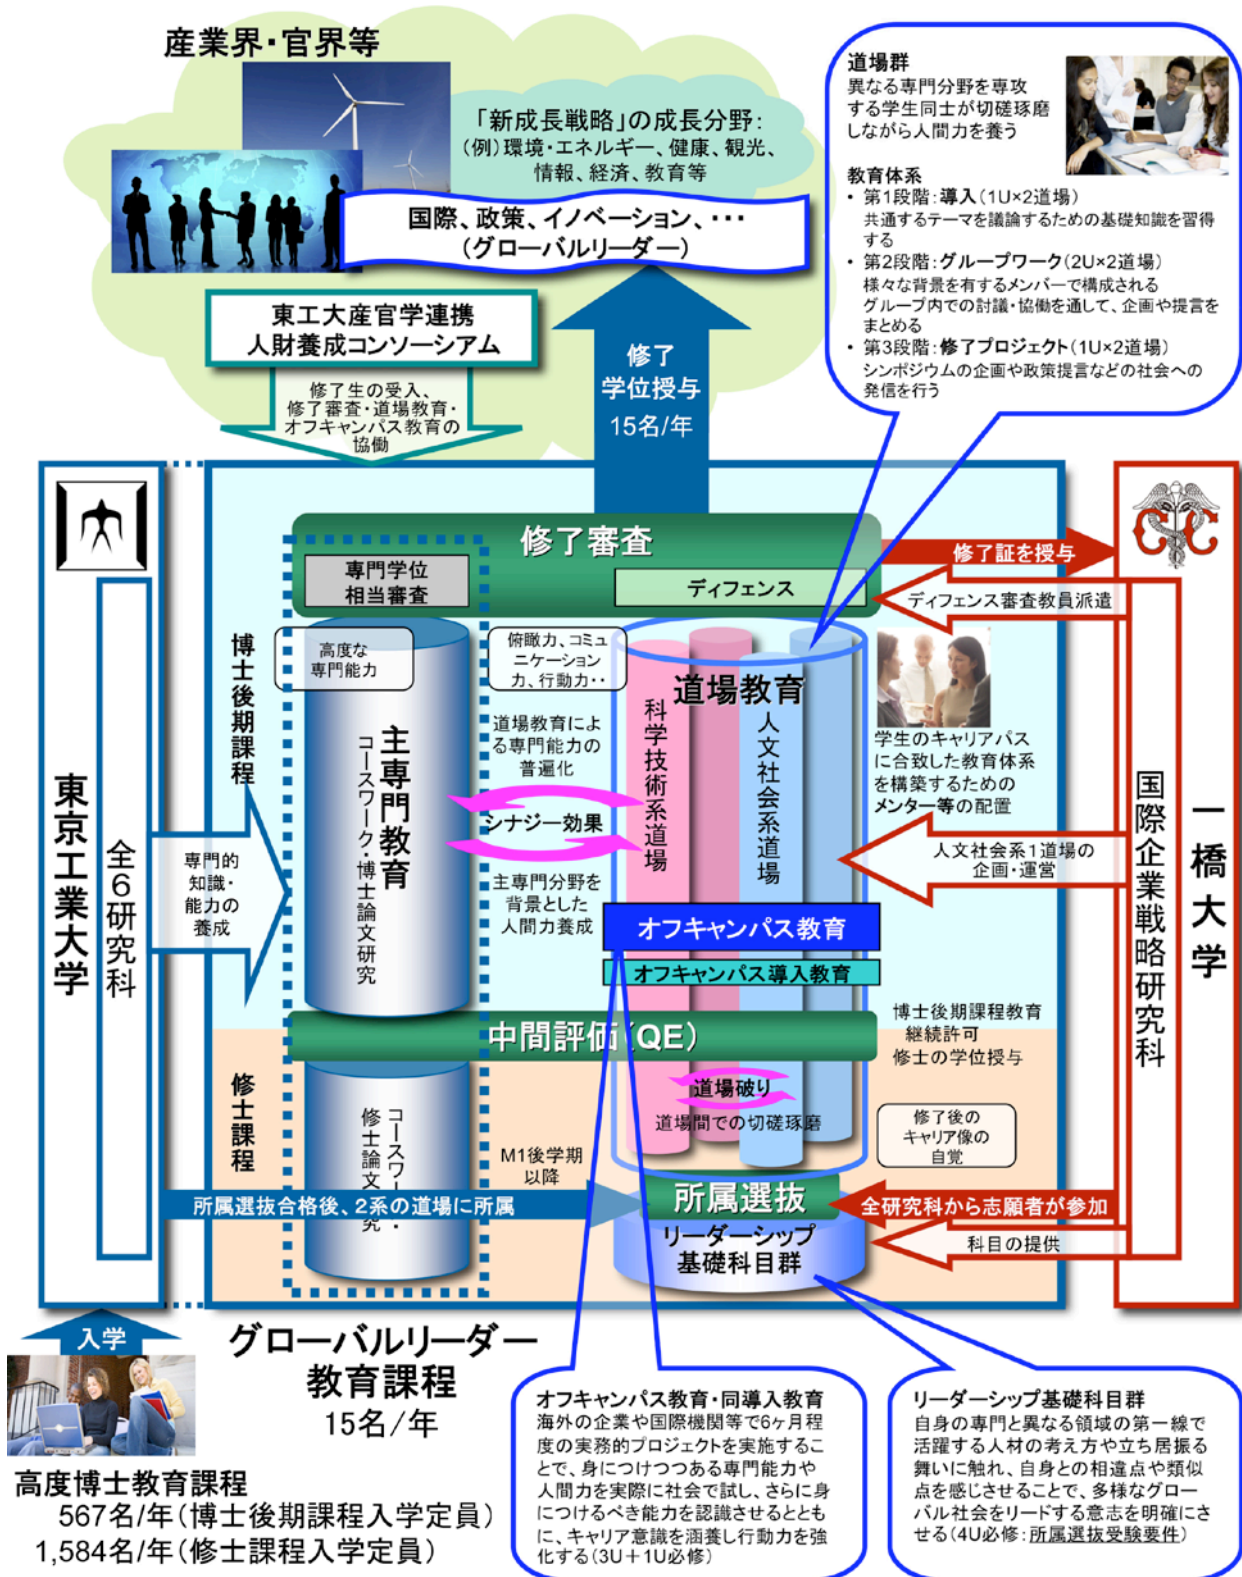 産業界・官界等
「新成長戦略」の成長分野：
(例)環境・エネルギー、健康、観光、
情報、経済、教育等
国際、政策、イノベーション、・・・
(グローバルリーダー)
東工大産官学連携
人財養成コンソーシアム
修了生の受入、
修了審査・道場教育・
オフキャンパス教育の
協働
修了
学位授与
15名/年
道場群
異なる専門分野を専攻
する学生同士が切磋琢磨
しながら人間力を養う
教育体系
・ 第1段階：導入(1U×2道場)
共通するテーマを議論するための基礎知識を習得
する
・ 第2段階：グループワーク(2U×2道場)
様々な背景を有するメンバーで構成される
グループ内での討議・協働を通して、企画や提言を
まとめる
・ 第3段階：修了プロジェクト(1U×2道場)
シンポジウムの企画や政策提言などの社会への
発信を行う
東京工業大学
全6研究科
博士後期課程
修士課程
専門的
知識・
能力の
養成
修了審査
専門学位
相当審査
ディフェンス
修了証を授与
ディフェンス審査教員派遣
高度な
専門能力
俯瞰力、コミュ
ニケーション
力、行動力・・
主専門教育
コースワーク・博士論文研究
道場教育によ
る専門能力の
普遍化
シナジー効果
主専門分野を
背景とした
人間力養成
道場教育
科学技術系道場
人文社会系道場
学生のキャリアパス
に合致した教育体系
を構築するための
メンター等の配置
人文社会系1道場の
企画・運営
国際企業戦略研究科
一橋大学
オフキャンパス教育
オフキャンパス導入教育
中間評価(QE)
博士後期課程教育
継続許可
修士の学位授与
道場破り
道場間での切磋琢磨
修了後の
キャリア像の
自覚
コースワーク・
修士論文研究
M1後学期
以降
所属選抜合格後、2系の道場に所属
所属選抜
全研究科から志願者が参加
リーダーシップ
基礎科目群
科目の提供
入学
グローバルリーダー
教育課程
15名/年
高度博士教育課程
567名/年(博士後期課程入学定員)
1,584名/年(修士課程入学定員)
オフキャンパス教育・同導入教育
海外の企業や国際機関等で6ヶ月程
度の実務的プロジェクトを実施するこ
とで、身につけつつある専門能力や
人間力を実際に社会で試し、さらに身
につけるべき能力を認識させるととも
に、キャリア意識を涵養し行動力を強
化する(3U＋1U必修)
リーダーシップ基礎科目群
自身の専門と異なる領域の第一線で
活躍する人材の考え方や立ち居振る
舞いに触れ、自身との相違点や類似
点を感じさせることで、多様なグロー
バル社会をリードする意志を明確にさ
せる(4U必修：所属選抜受験要件)